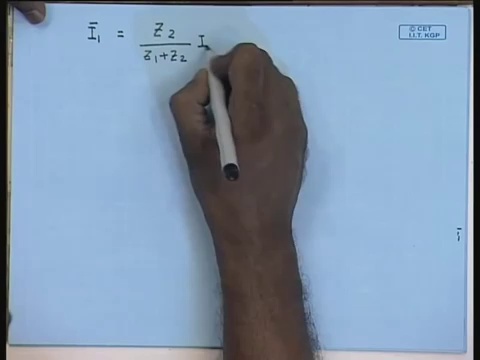 Ī₁ = Z₂ / (Z₁+Z₂) I
© CET
I.I.T. KGP